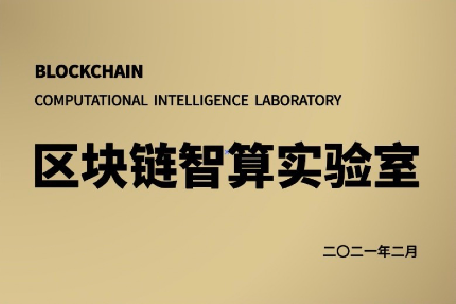 BLOCKCHAIN
COMPUTATIONAL INTELLIGENCE LABORATORY
区块链智算实验室
二〇二一年二月